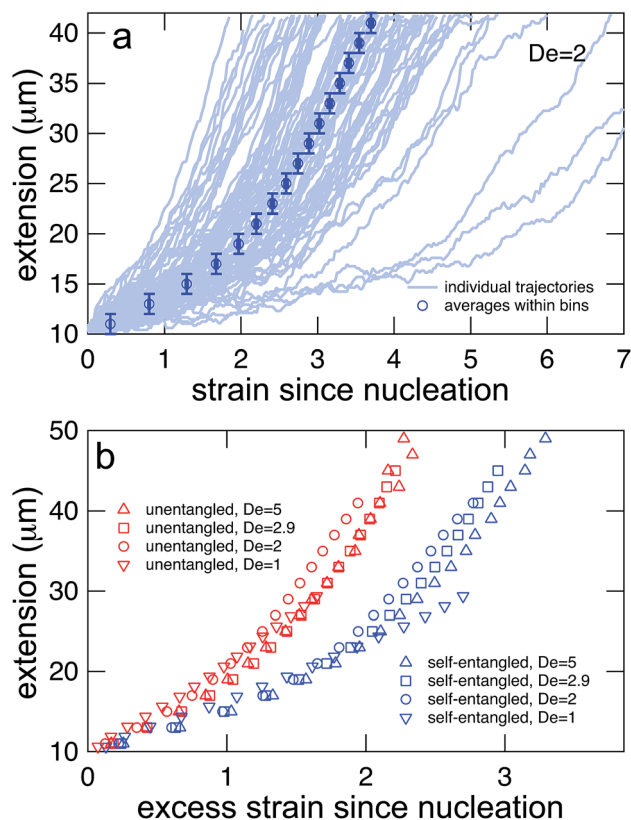 a
De=2
40
35
30
25
20
15
10
extension (μm)
individual trajectories
averages within bins
0 1 2 3 4 5 6 7
strain since nucleation
b
50
40
30
20
10
extension (μm)
unentangled, De=5
unentangled, De=2.9
unentangled, De=2
unentangled, De=1
self-entangled, De=5
self-entangled, De=2.9
self-entangled, De=2
self-entangled, De=1
0 1 2 3
excess strain since nucleation